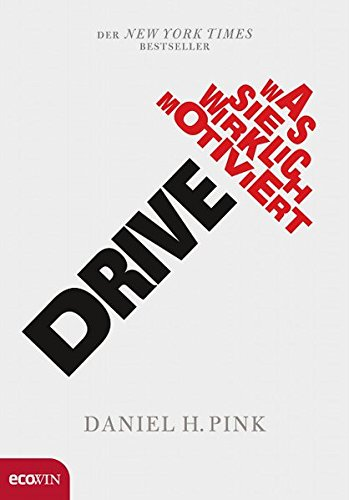 DER NEW YORK TIMES
BESTSELLER
WAS
SIE
WIRKLICH
MOTIVIERT
DRIVE
DANIEL H. PINK
ecoWIN